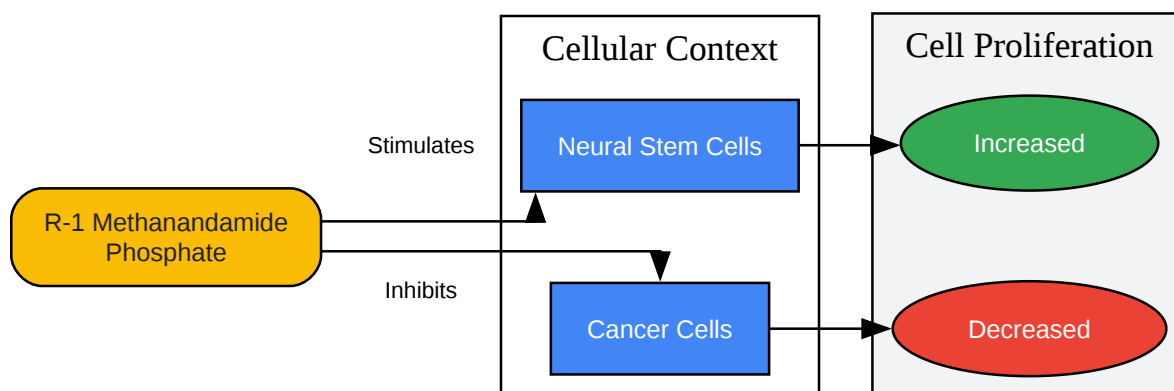 Cellular Context
Cell Proliferation
Stimulates
Neural Stem Cells
Increased
R-1 Methanandamide
Phosphate
Inhibits
Cancer Cells
Decreased